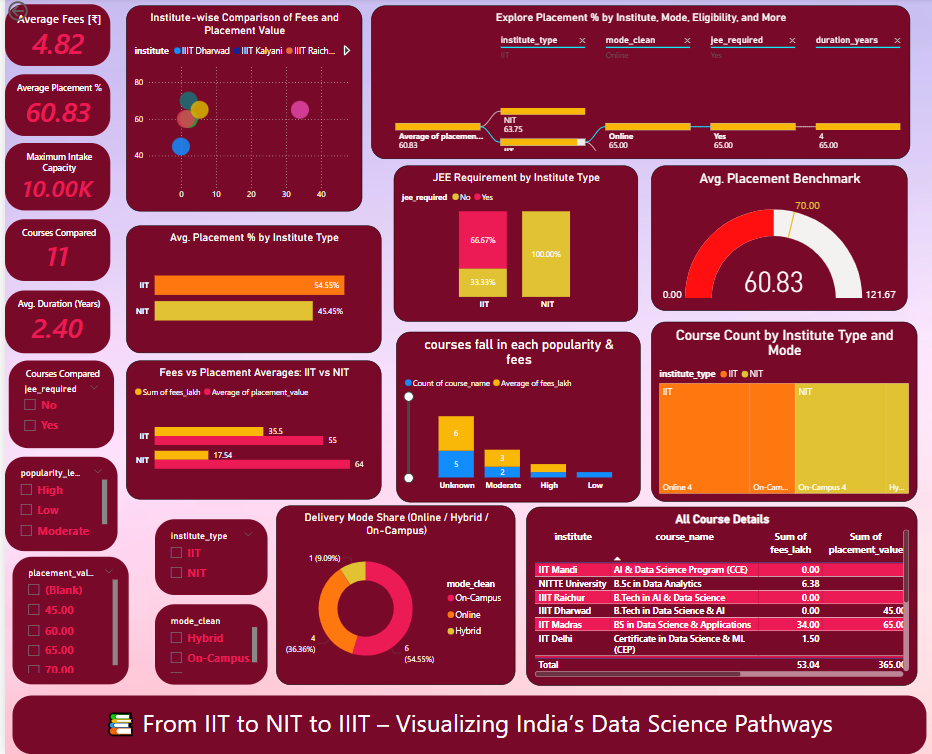 Average Fees [₹]
4.82
Average Placement %
60.83
Maximum Intake
Capacity
10.00K
Courses Compared
11
Avg. Duration (Years)
2.40
Courses Compared
jee_required
No
Yes
popularity_le...
High
Low
Moderate
placement_val...
(Blank)
45.00
60.00
65.00
70.00
Institute-wise Comparison of Fees and
Placement Value
institute IIIT Dharwad IIIT Kalyani IIIT Raich...
80
60
40
0 10 20 30 40
Explore Placement % by Institute, Mode, Eligibility, and More
institute_type mode_clean jee_required duration_years
IIT Online Yes
NIT
63.75
Average of placemen...
60.83
IIT
Online
65.00
Yes
65.00
4
65.00
Avg. Placement % by Institute Type
IIT 54.55%
NIT 45.45%
JEE Requirement by Institute Type
jee_required No Yes
66.67%
33.33%
100.00%
IIT NIT
Avg. Placement Benchmark
70.00
60.83
0.00 121.67
Fees vs Placement Averages: IIT vs NIT
Sum of fees_lakh Average of placement_value
IIT 35.5
55
NIT 17.54
64
courses fall in each popularity &
fees
Count of course_name Average of fees_lakh
6
5
3
2
Unknown Moderate High Low
Course Count by Institute Type and
Mode
institute_type IIT NIT
IIT NIT
Online 4 On-Cam... On-Campus 4 Hy...
institute_type
IIT
NIT
mode_clean
Hybrid
On-Campus
Delivery Mode Share (Online / Hybrid /
On-Campus)
1 (9.09%)
4
(36.36%)
6
(54.55%)
mode_clean
On-Campus
Online
Hybrid
All Course Details
institute course_name Sum of fees_lakh Sum of placement_value
IIT Mandi AI & Data Science Program (CCE) 0.00
NITTE University B.Sc in Data Analytics 6.38
IIIT Raichur B.Tech in AI & Data Science 0.00
IIIT Dharwad B.Tech in Data Science & AI 0.00 45.00
IIT Madras BS in Data Science & Applications 34.00 65.00
IIT Delhi Certificate in Data Science & ML
(CEP) 1.50
Total 53.04 365.00
From IIT to NIT to IIIT – Visualizing India’s Data Science Pathways